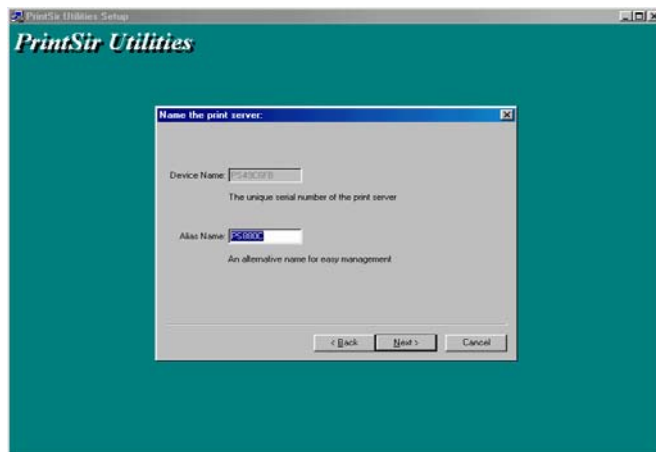 PrintSir Utilities Setup
PrintSir Utilities
Name the print server:
Device Name:
The unique serial number of the print server
Alias Name: PS880C
An alternative name for easy management
< Back Next > Cancel